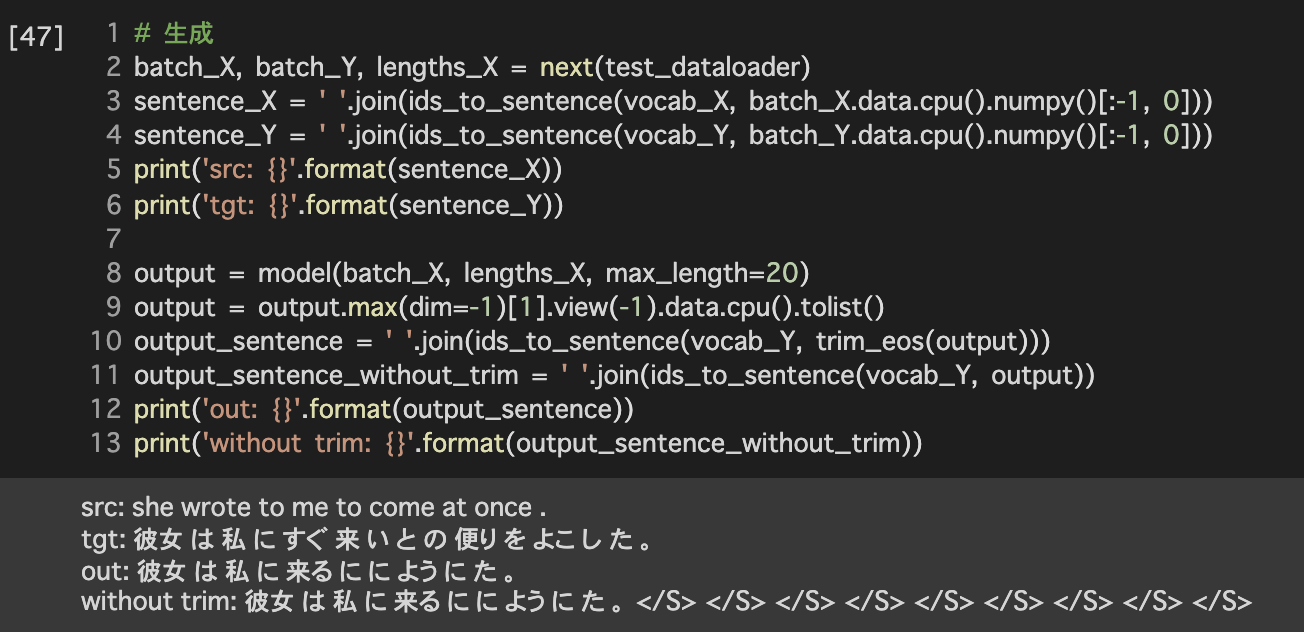 [47]
1 # 生成
2 batch_X, batch_Y, lengths_X = next(test_dataloader)
3 sentence_X = ' '.join(ids_to_sentence(vocab_X, batch_X.data.cpu().numpy()[:-1, 0]))
4 sentence_Y = ' '.join(ids_to_sentence(vocab_Y, batch_Y.data.cpu().numpy()[:-1, 0]))
5 print('src: {}'.format(sentence_X))
6 print('tgt: {}'.format(sentence_Y))
7
8 output = model(batch_X, lengths_X, max_length=20)
9 output = output.max(dim=-1)[1].view(-1).data.cpu().tolist()
10 output_sentence = ' '.join(ids_to_sentence(vocab_Y, trim_eos(output)))
11 output_sentence_without_trim = ' '.join(ids_to_sentence(vocab_Y, output))
12 print('out: {}'.format(output_sentence))
13 print('without trim: {}'.format(output_sentence_without_trim))
src: she wrote to me to come at once .
tgt: 彼女 は 私 に すぐ 来 い と の 便り を よこし た 。
out: 彼女 は 私 に 来る に に ように た 。
without trim: 彼女 は 私 に 来る に に ように た 。 </S> </S> </S> </S> </S> </S> </S> </S> </S>